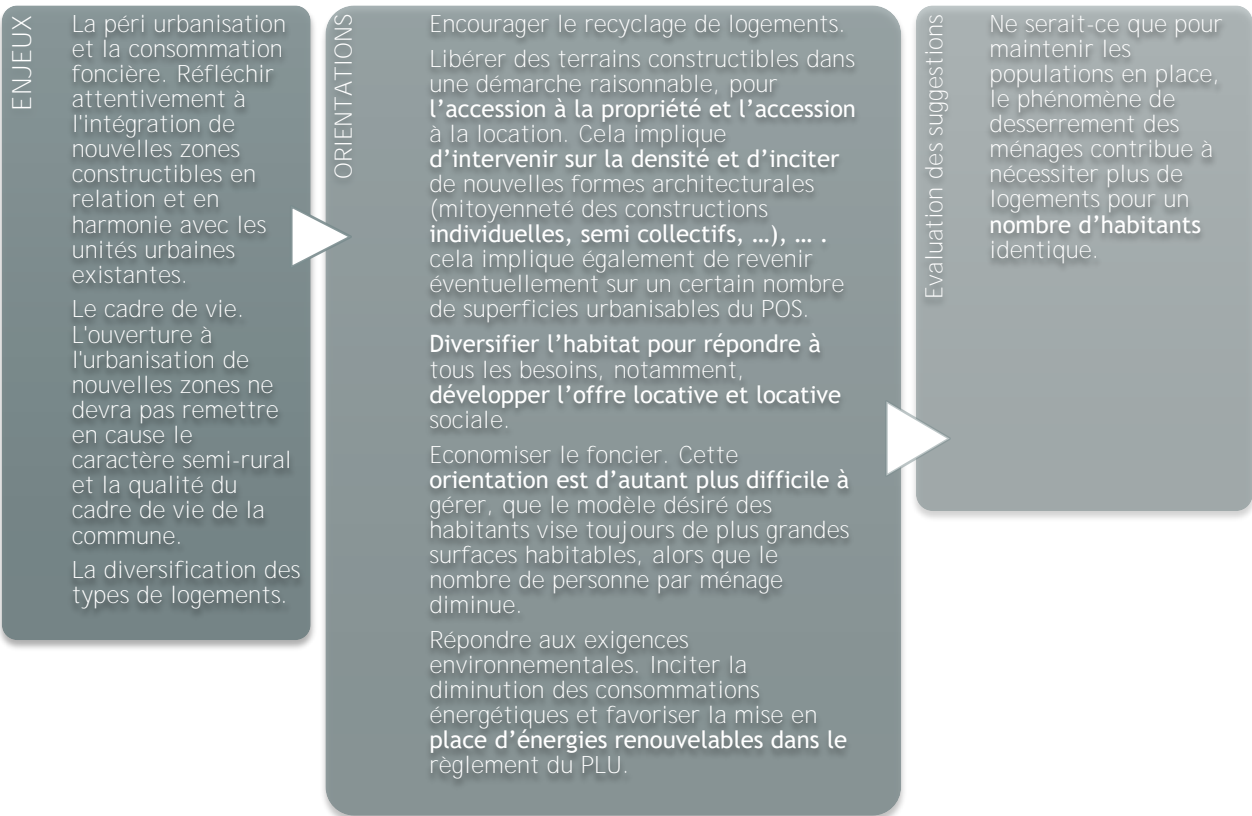 ENJEUX
La péri urbanisation
et la consommation
foncière. Réfléchir
attentivement à
l'intégration de
nouvelles zones
constructibles en
relation et en
harmonie avec les
unités urbaines
existantes.
Le cadre de vie.
L'ouverture à
l'urbanisation de
nouvelles zones ne
devra pas remettre
en cause le
caractère semi-rural
et la qualité du
cadre de vie de la
commune.
La diversification des
types de logements.
ORIENTATIONS
Encourager le recyclage de logements.
Libérer des terrains constructibles dans
une démarche raisonnable, pour
l’accession à la propriété et l’accession
à la location. Cela implique
d’intervenir sur la densité et d’inciter
de nouvelles formes architecturales
(mitoyenneté des constructions
individuelles, semi collectifs, …), … .
cela implique également de revenir
éventuellement sur un certain nombre
de superficies urbanisables du POS.
Diversifier l’habitat pour répondre à
tous les besoins, notamment,
développer l’offre locative et locative
sociale.
Economiser le foncier. Cette
orientation est d’autant plus difficile à
gérer, que le modèle désiré des
habitants vise toujours de plus grandes
surfaces habitables, alors que le
nombre de personne par ménage
diminue.
Répondre aux exigences
environnementales. Inciter la
diminution des consommations
énergétiques et favoriser la mise en
place d’énergies renouvelables dans le
règlement du PLU.
Evaluation des suggestions
Ne serait-ce que pour
maintenir les
populations en place,
le phénomène de
desserrement des
ménages contribue à
nécessiter plus de
logements pour un
nombre d’habitants
identique.